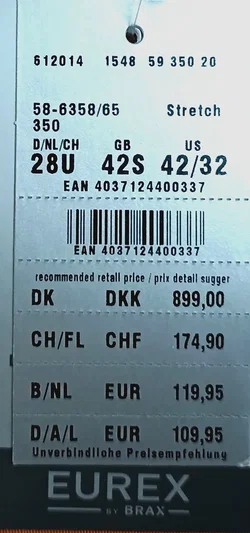 612014 1548 59 350 20
58-6358/65 Stretch
350
D/NL/CH GB US
28U 42S 42/32
EAN 4037124400337
EAN 4037124400337
recommended retail price / prix detail sugger
DK DKK 899,00
CH/FL CHF 174,90
B/NL EUR 119,95
D/A/L EUR 109,95
Unverbindliche Preisempfehlung
EUREX
BY BRAX